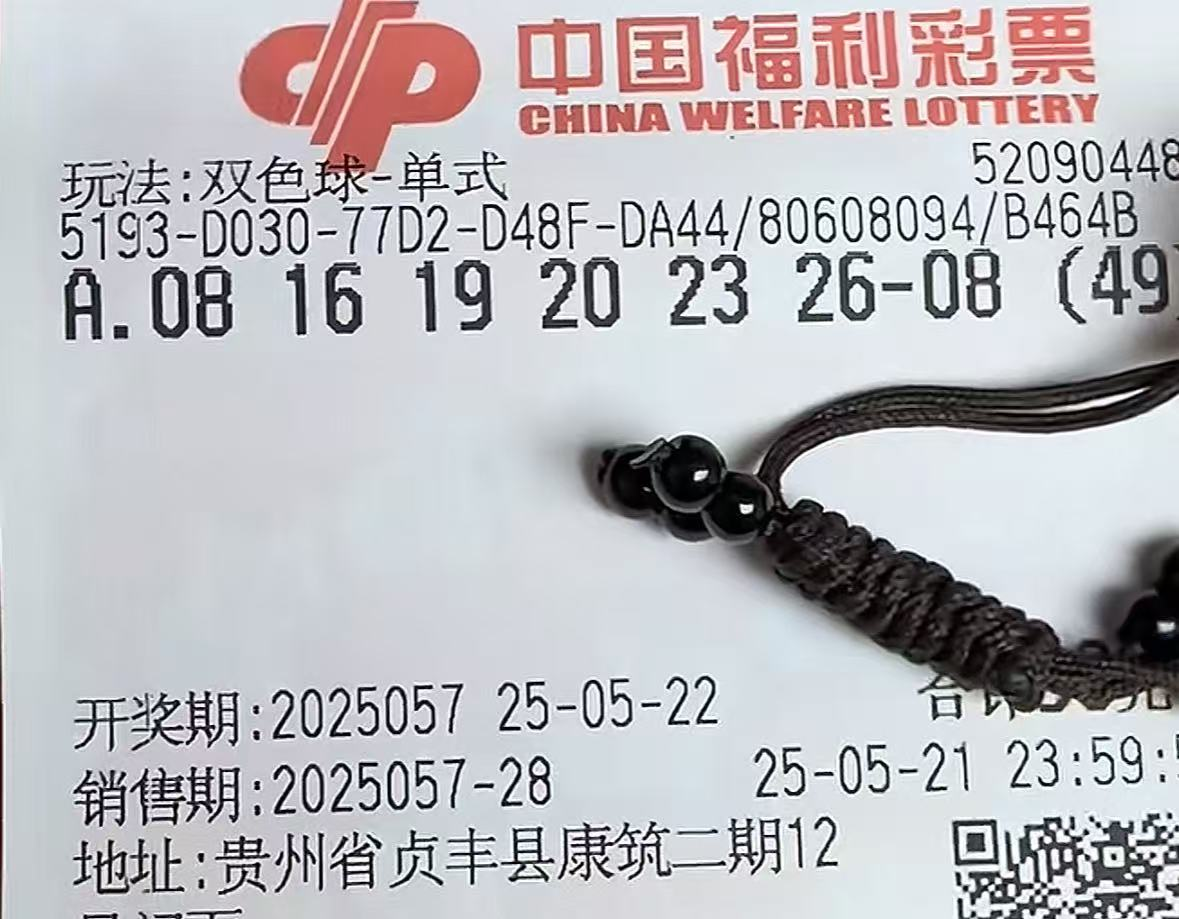 中国福利彩票
CHINA WELFARE LOTTERY
玩法:双色球-单式 52090448
5193-D030-77D2-D48F-DA44/80608094/B464B
A.08 16 19 20 23 26-08 (49)
开奖期:2025057 25-05-22
销售期:2025057-28 25-05-21 23:59:5
地址:贵州省贞丰县康筑二期12